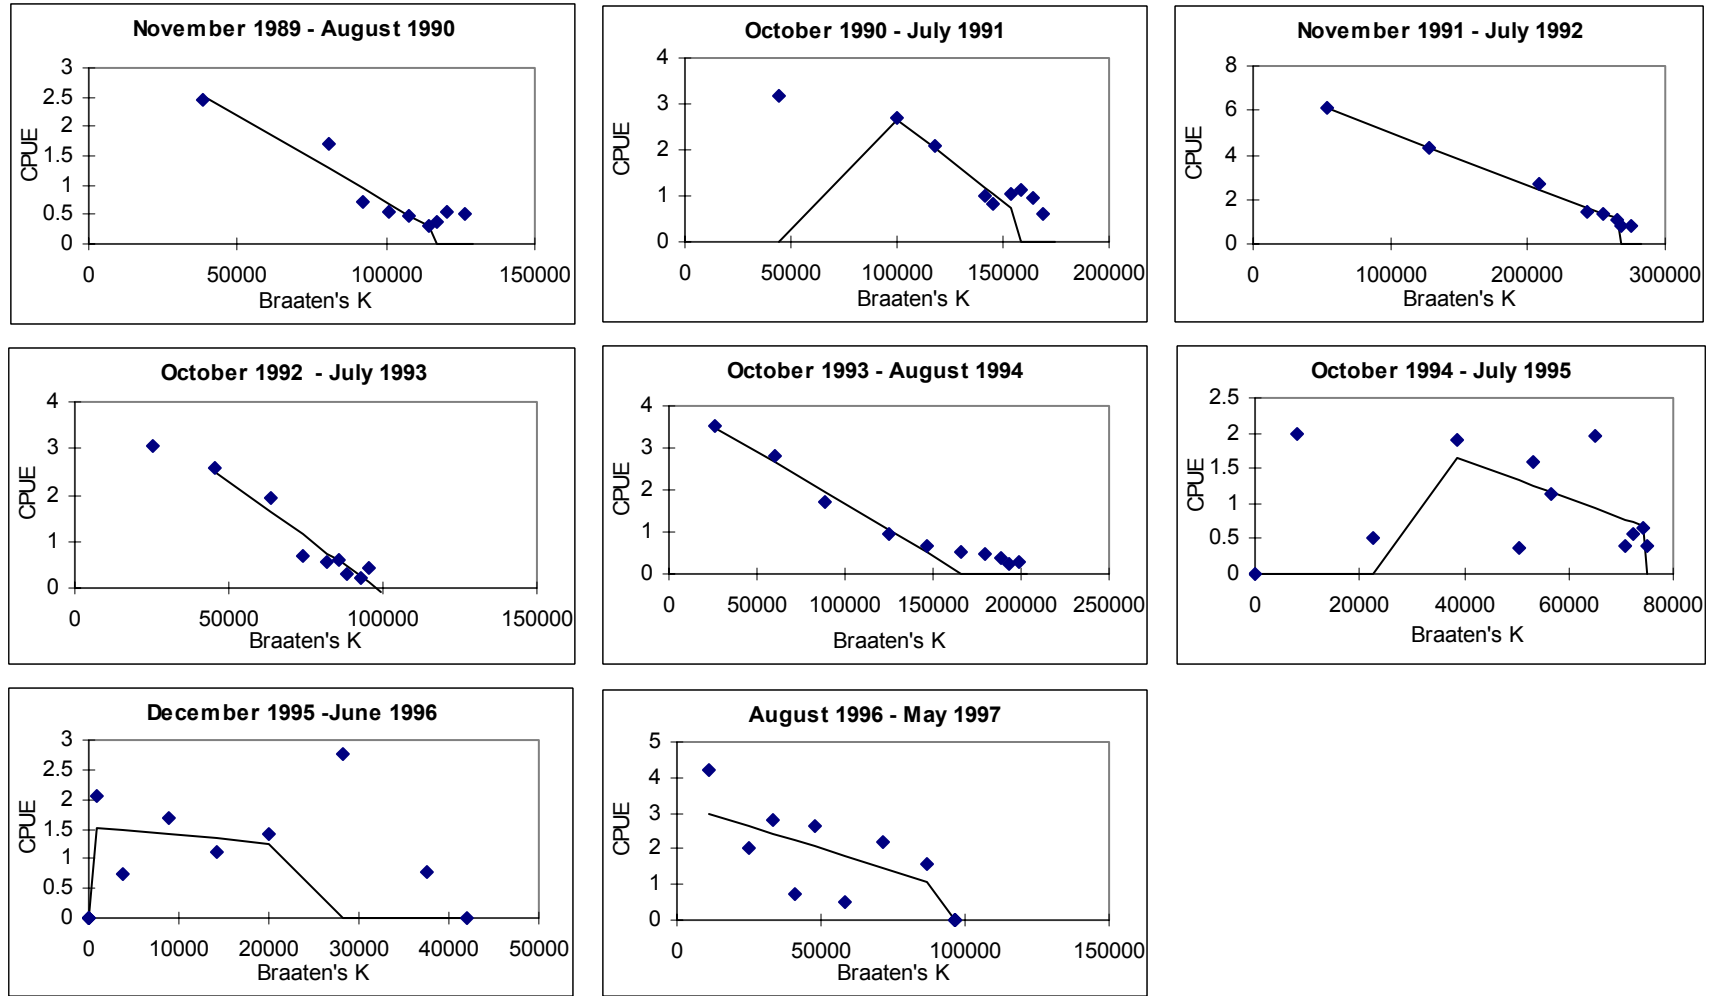 November 1989 - August 1990
3
2.5
2
1.5
1
0.5
0
CPUE
0 50000 100000 150000
Braaten's K
October 1990 - July 1991
4
3
2
1
0
CPUE
0 50000 100000 150000 200000
Braaten's K
November 1991 - July 1992
8
6
4
2
0
CPUE
0 100000 200000 300000
Braaten's K
October 1992 - July 1993
4
3
2
1
0
CPUE
0 50000 100000 150000
Braaten's K
October 1993 - August 1994
4
3
2
1
0
CPUE
0 50000 100000 150000 200000 250000
Braaten's K
October 1994 - July 1995
2.5
2
1.5
1
0.5
0
CPUE
0 20000 40000 60000 80000
Braaten's K
December 1995 -June 1996
3
2.5
2
1.5
1
0.5
0
CPUE
0 10000 20000 30000 40000 50000
Braaten's K
August 1996 - May 1997
5
4
3
2
1
0
CPUE
0 50000 100000 150000
Braaten's K